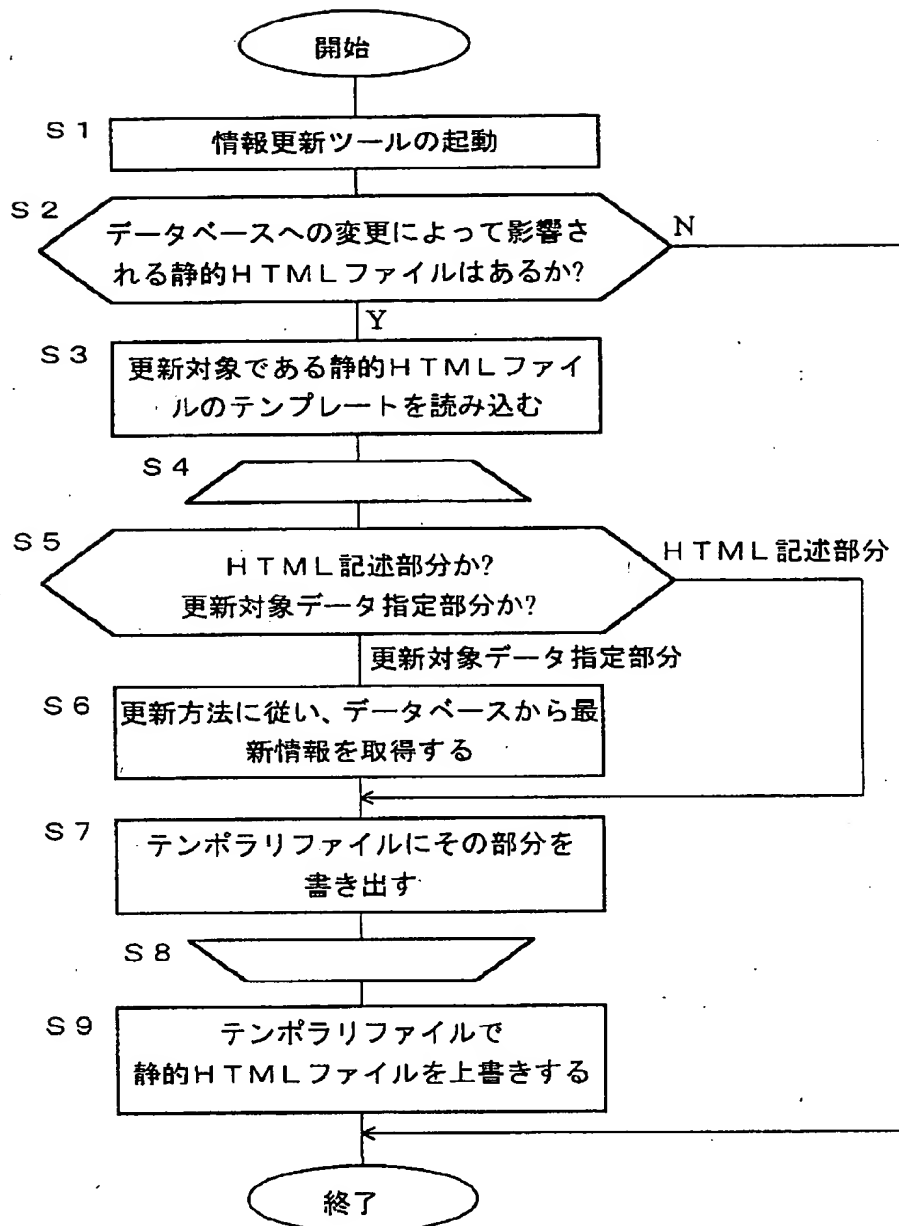 開始
S1
情報更新ツールの起動
S2
データベースへの変更によって影響さ
れる静的HTMLファイルはあるか?
N
Y
S3
更新対象である静的HTMLファイ
ルのテンプレートを読み込む
S4
S5
HTML記述部分か?
更新対象データ指定部分か?
HTML記述部分
更新対象データ指定部分
S6
更新方法に従い、データベースから最
新情報を取得する
S7
テンポラリファイルにその部分を
書き出す
S8
S9
テンポラリファイルで
静的HTMLファイルを上書きする
終了